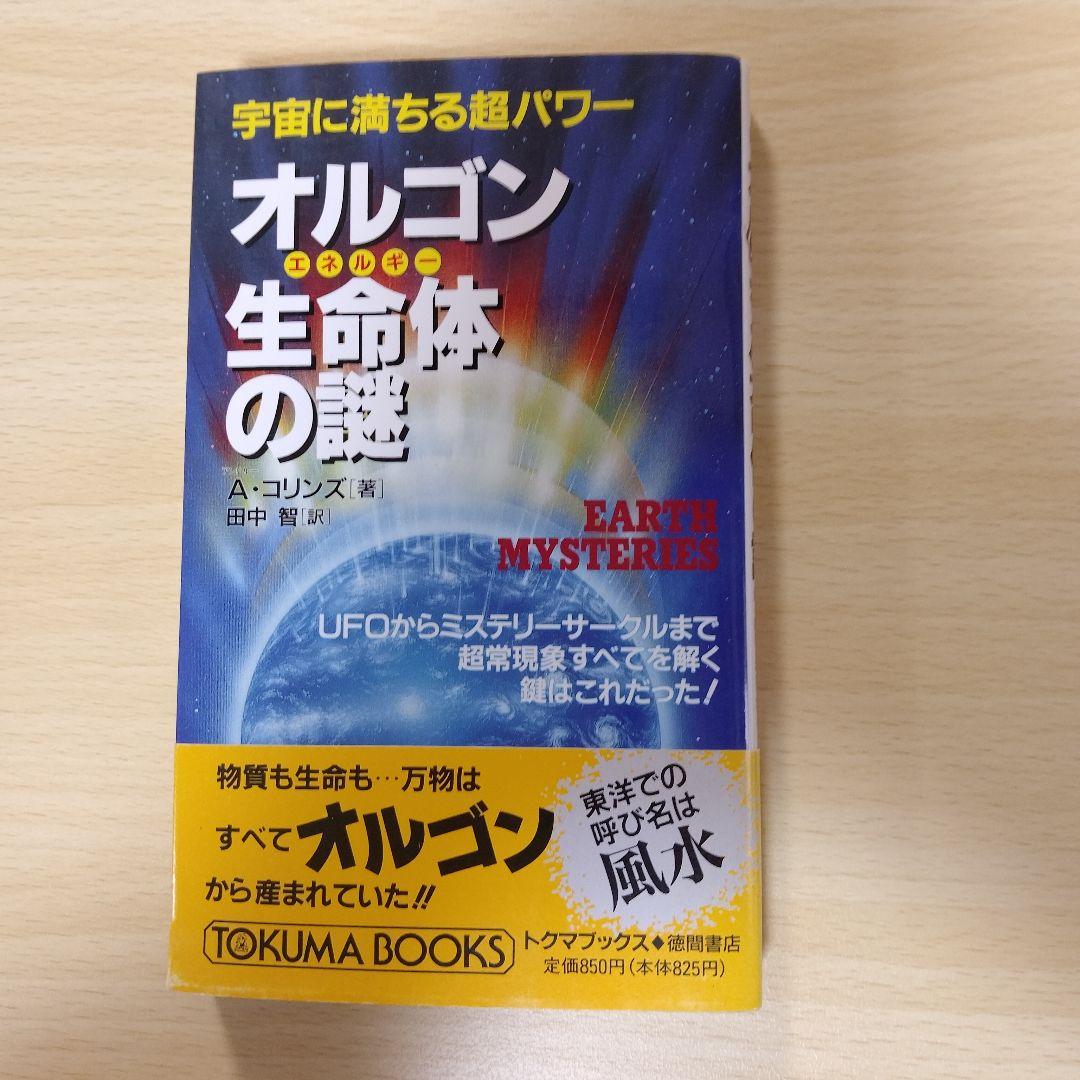 宇宙に満ちる超パワー
オルゴン
エネルギー
生命体
の謎
A・コリンズ[著]
田中 智[訳]
EARTH
MYSTERIES
UFOからミステリーサークルまで
超常現象すべてを解く
鍵はこれだった!
物質も生命も…万物は
すべてオルゴン
から産まれていた!!
東洋での
呼び名は
風水
TOKUMA BOOKS
トクマブックス◆徳間書店
定価850円(本体825円)